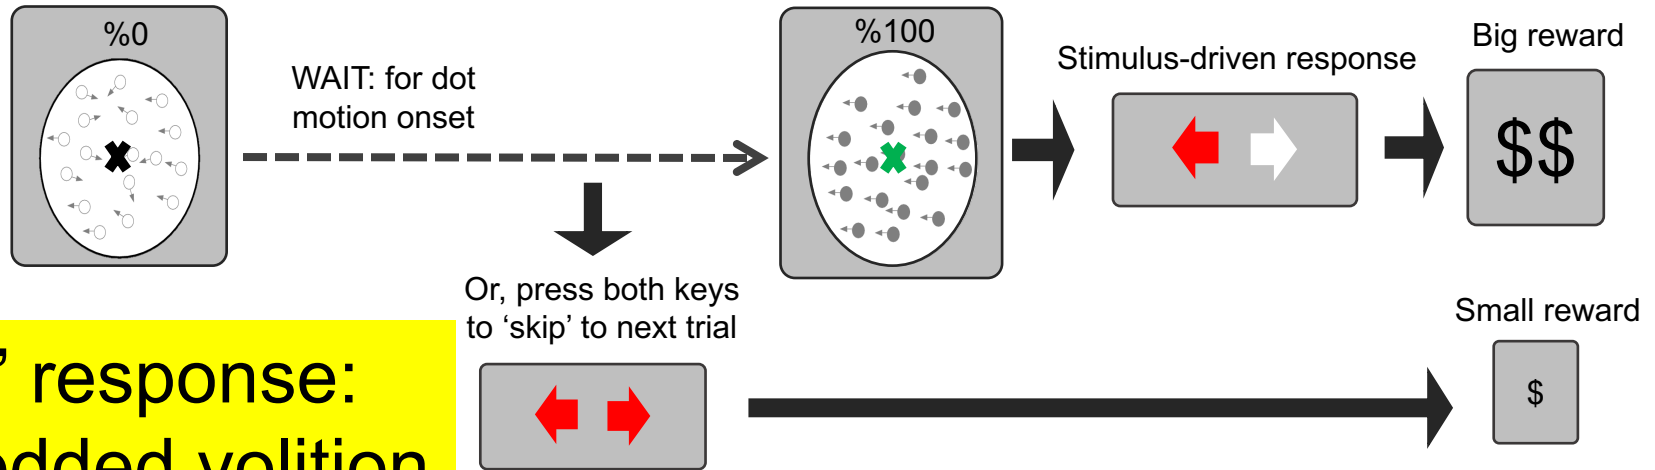 %0
WAIT: for dot
motion onset
%100
Stimulus-driven response
Big reward
$$
Or, press both keys
to ‘skip’ to next trial
Small reward
$
’ response:
volition